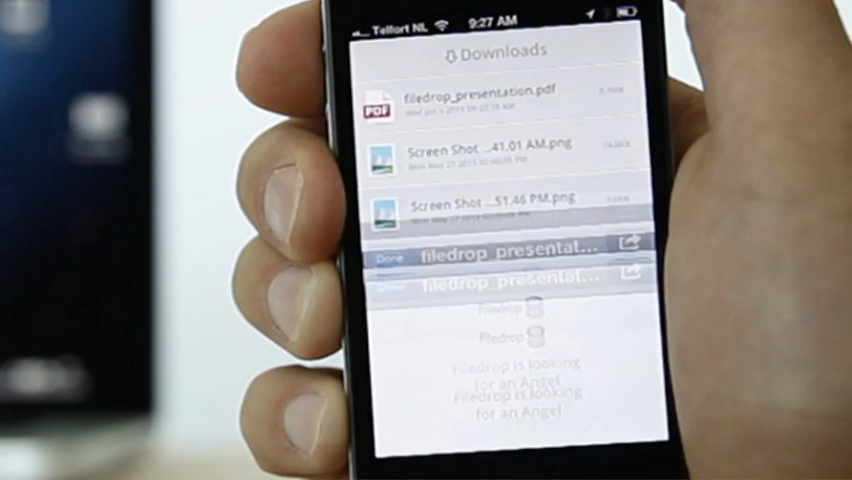 Telfort NL 9:27 AM
Downloads
filedrop_presentation.pdf
PDF
Screen Shot ...41.01 AM.png
Screen Shot ...51.46 PM.png
Done filedrop_presentat...
Done filedrop_presentat...
Filedrop
Filedrop
Filedrop is looking
for an Angel
Filedrop is looking
for an Angel